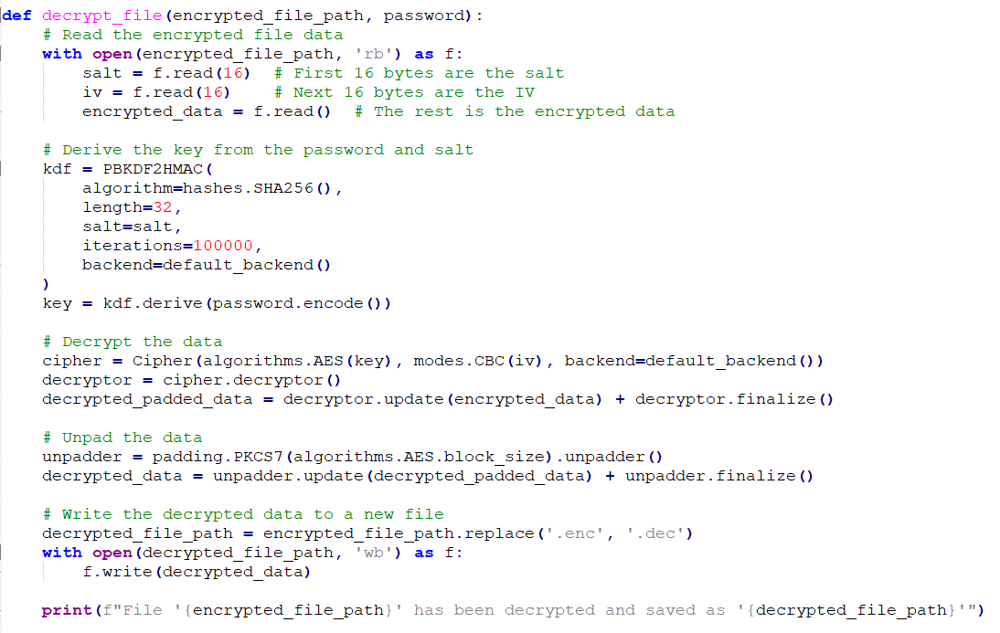 def decrypt_file(encrypted_file_path, password):
    # Read the encrypted file data
    with open(encrypted_file_path, 'rb') as f:
        salt = f.read(16)  # First 16 bytes are the salt
        iv = f.read(16)    # Next 16 bytes are the IV
        encrypted_data = f.read()  # The rest is the encrypted data

    # Derive the key from the password and salt
    kdf = PBKDF2HMAC(
        algorithm=hashes.SHA256(),
        length=32,
        salt=salt,
        iterations=100000,
        backend=default_backend()
    )
    key = kdf.derive(password.encode())

    # Decrypt the data
    cipher = Cipher(algorithms.AES(key), modes.CBC(iv), backend=default_backend())
    decryptor = cipher.decryptor()
    decrypted_padded_data = decryptor.update(encrypted_data) + decryptor.finalize()

    # Unpad the data
    unpadder = padding.PKCS7(algorithms.AES.block_size).unpadder()
    decrypted_data = unpadder.update(decrypted_padded_data) + unpadder.finalize()

    # Write the decrypted data to a new file
    decrypted_file_path = encrypted_file_path.replace('.enc', '.dec')
    with open(decrypted_file_path, 'wb') as f:
        f.write(decrypted_data)

    print(f"File '{encrypted_file_path}' has been decrypted and saved as '{decrypted_file_path}'")